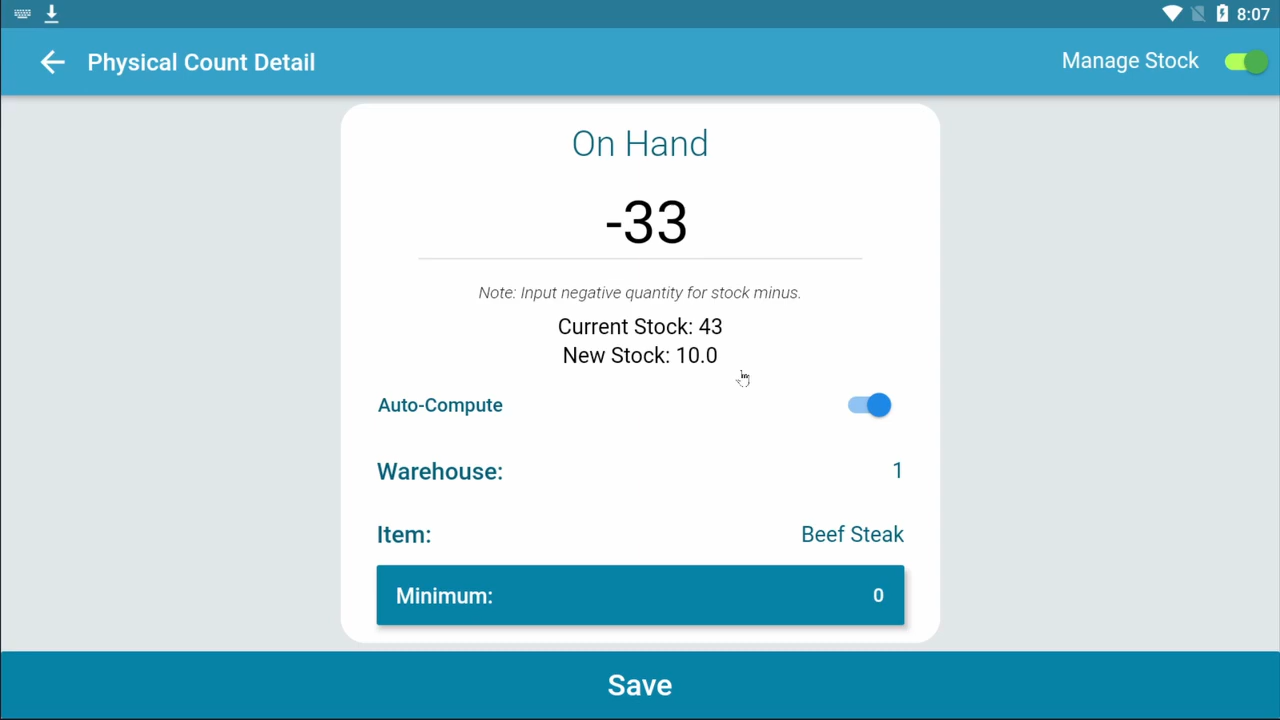 8:07
Physical Count Detail
Manage Stock
On Hand
-33
Note: Input negative quantity for stock minus.
Current Stock: 43
New Stock: 10.0
Auto-Compute
Warehouse: 1
Item: Beef Steak
Minimum: 0
Save